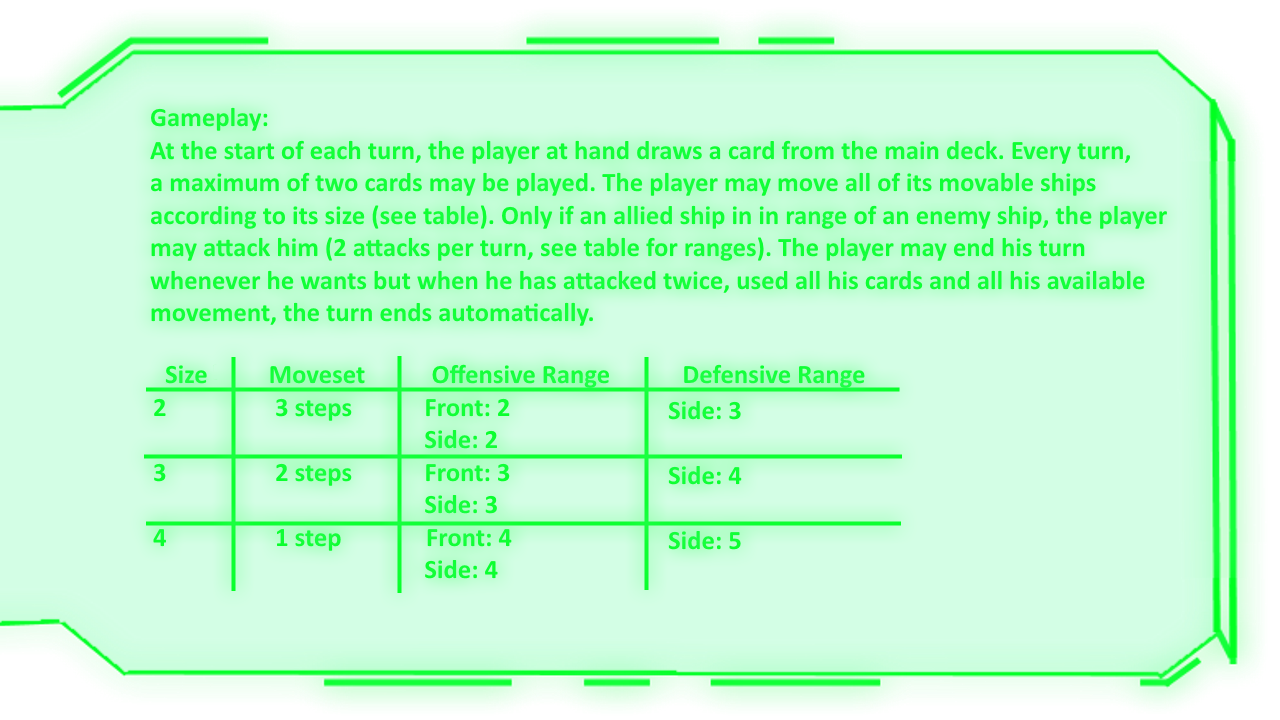 Gameplay:
At the start of each turn, the player at hand draws a card from the main deck. Every turn,
a maximum of two cards may be played. The player may move all of its movable ships
according to its size (see table). Only if an allied ship in in range of an enemy ship, the player
may attack him (2 attacks per turn, see table for ranges). The player may end his turn
whenever he wants but when he has attacked twice, used all his cards and all his available
movement, the turn ends automatically.
Size Moveset Offensive Range Defensive Range
2 3 steps Front: 2 Side: 3
Side: 2
3 2 steps Front: 3 Side: 4
Side: 3
4 1 step Front: 4 Side: 5
Side: 4